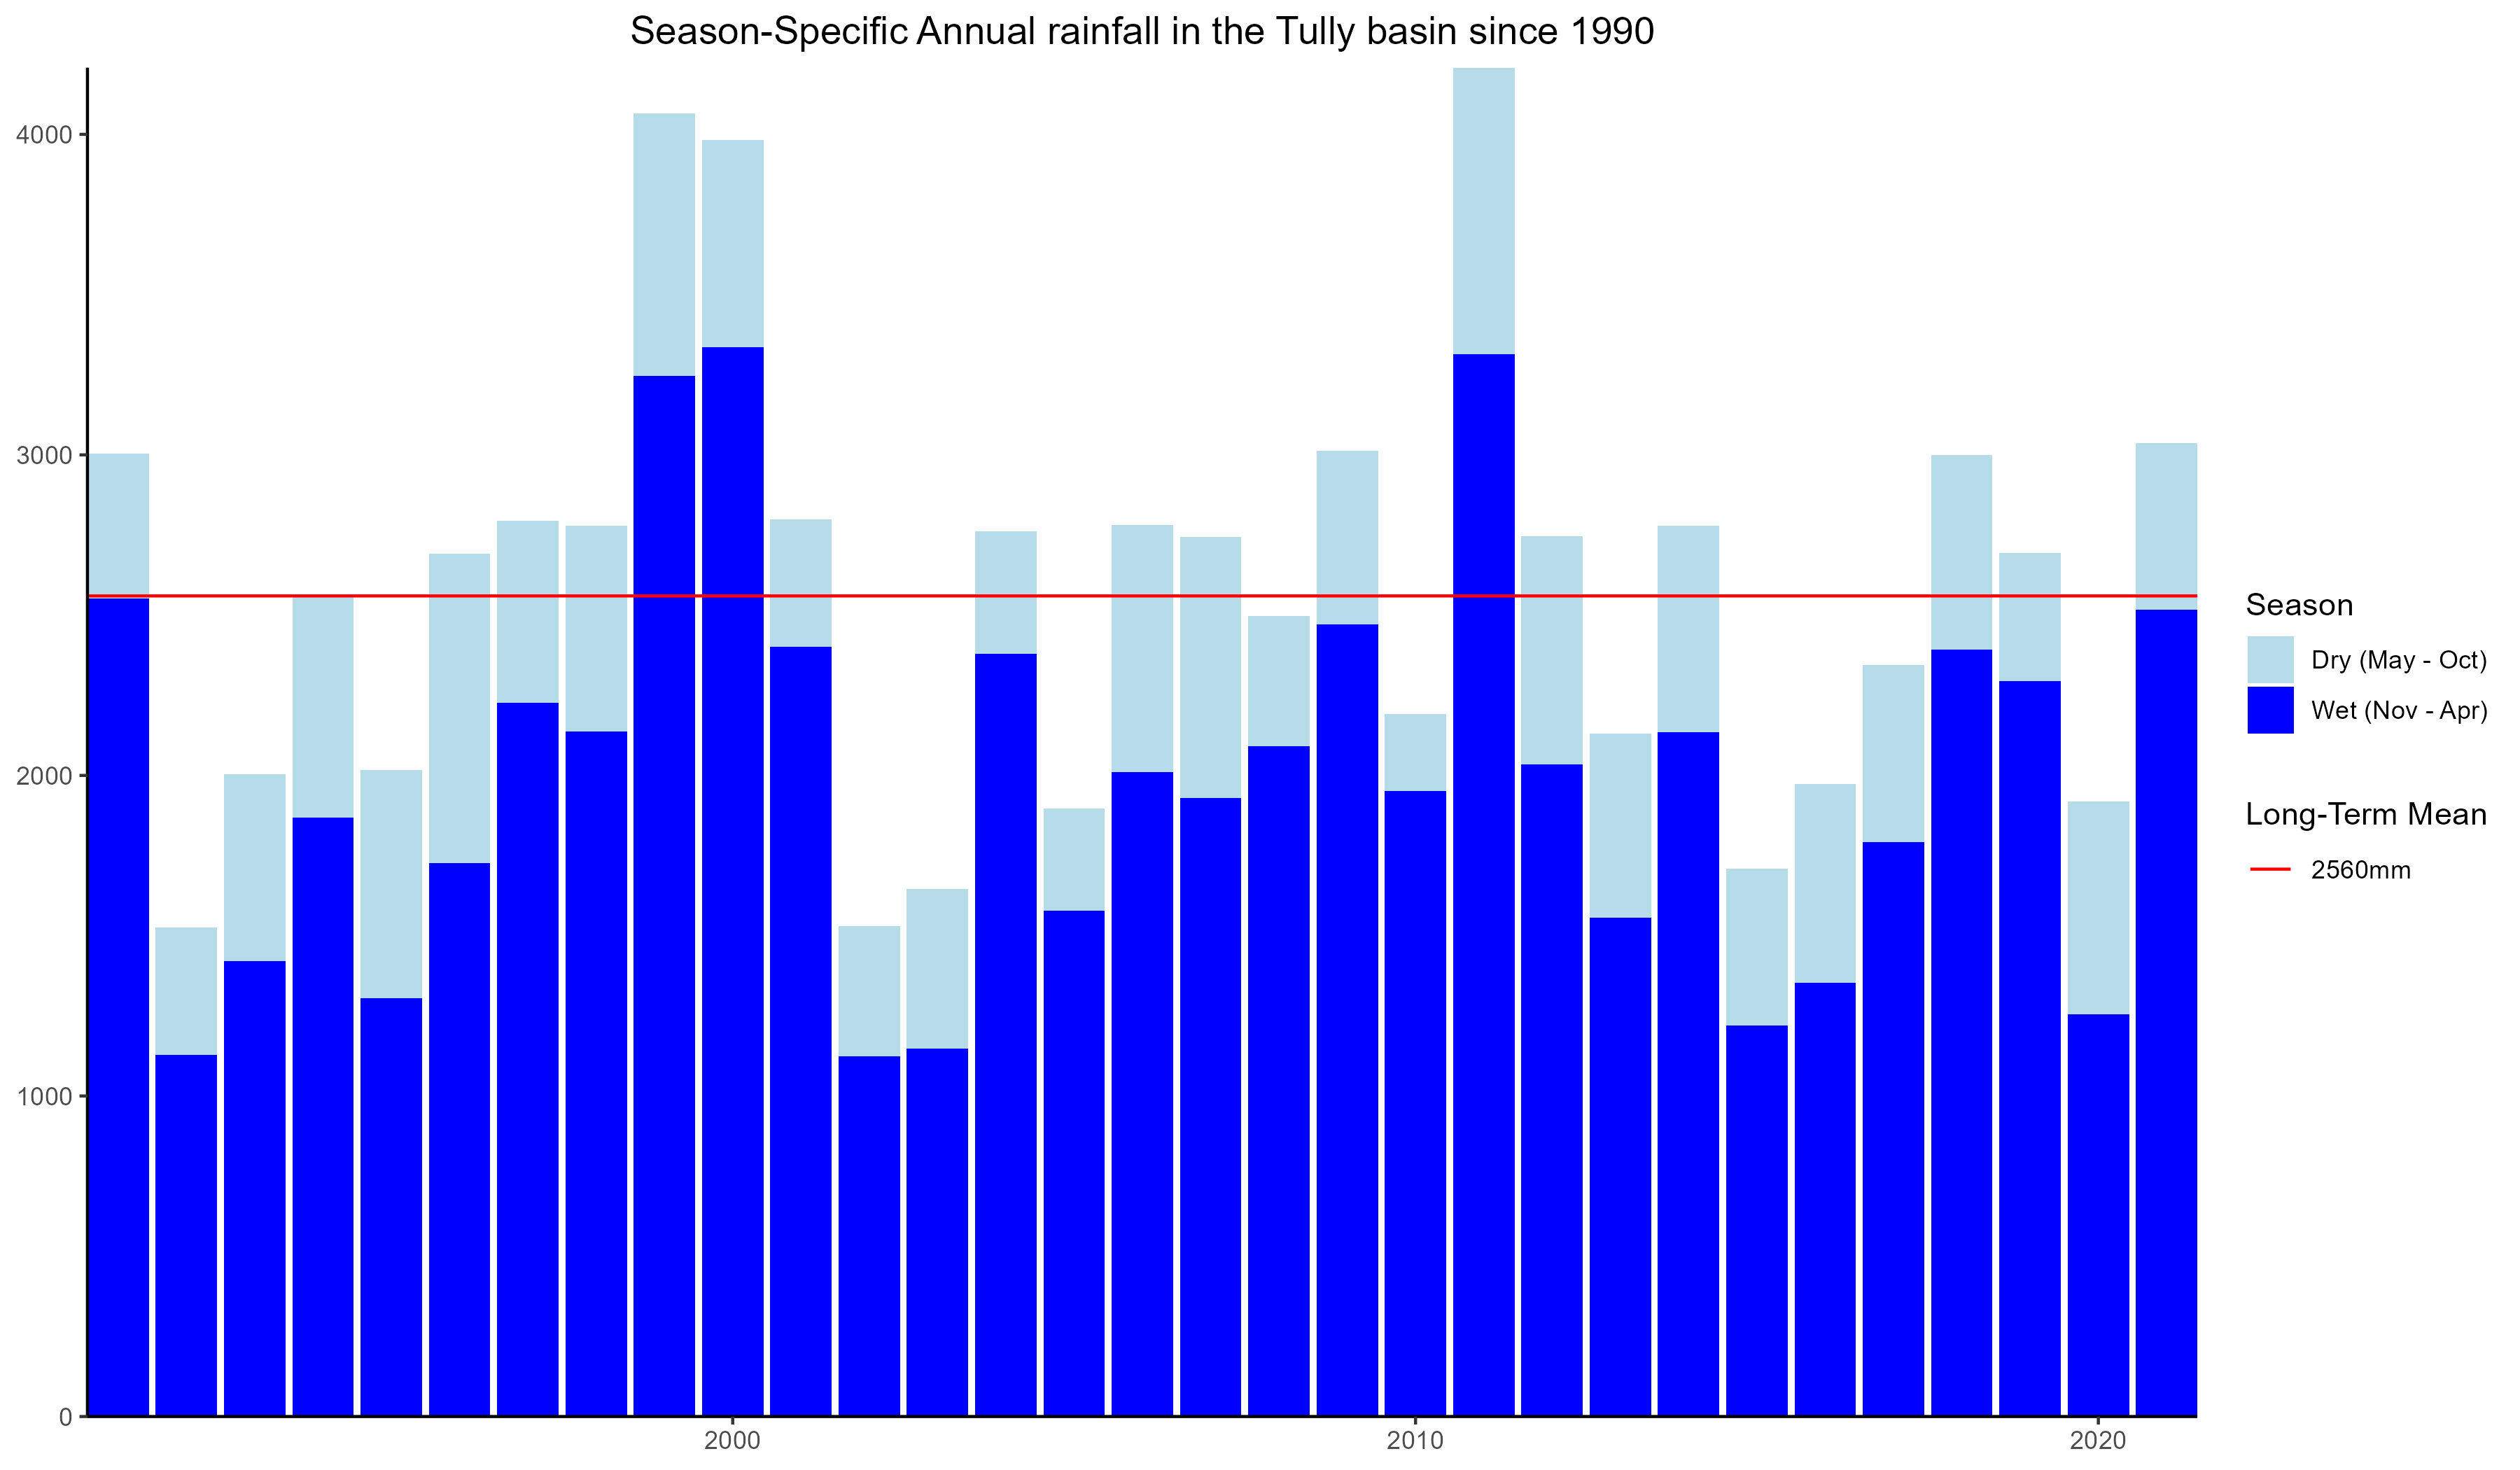 Season-Specific Annual rainfall in the Tully basin since 1990
4000
3000
2000
1000
0
2000
2010
2020
Season
Dry (May - Oct)
Wet (Nov - Apr)
Long-Term Mean
2560mm